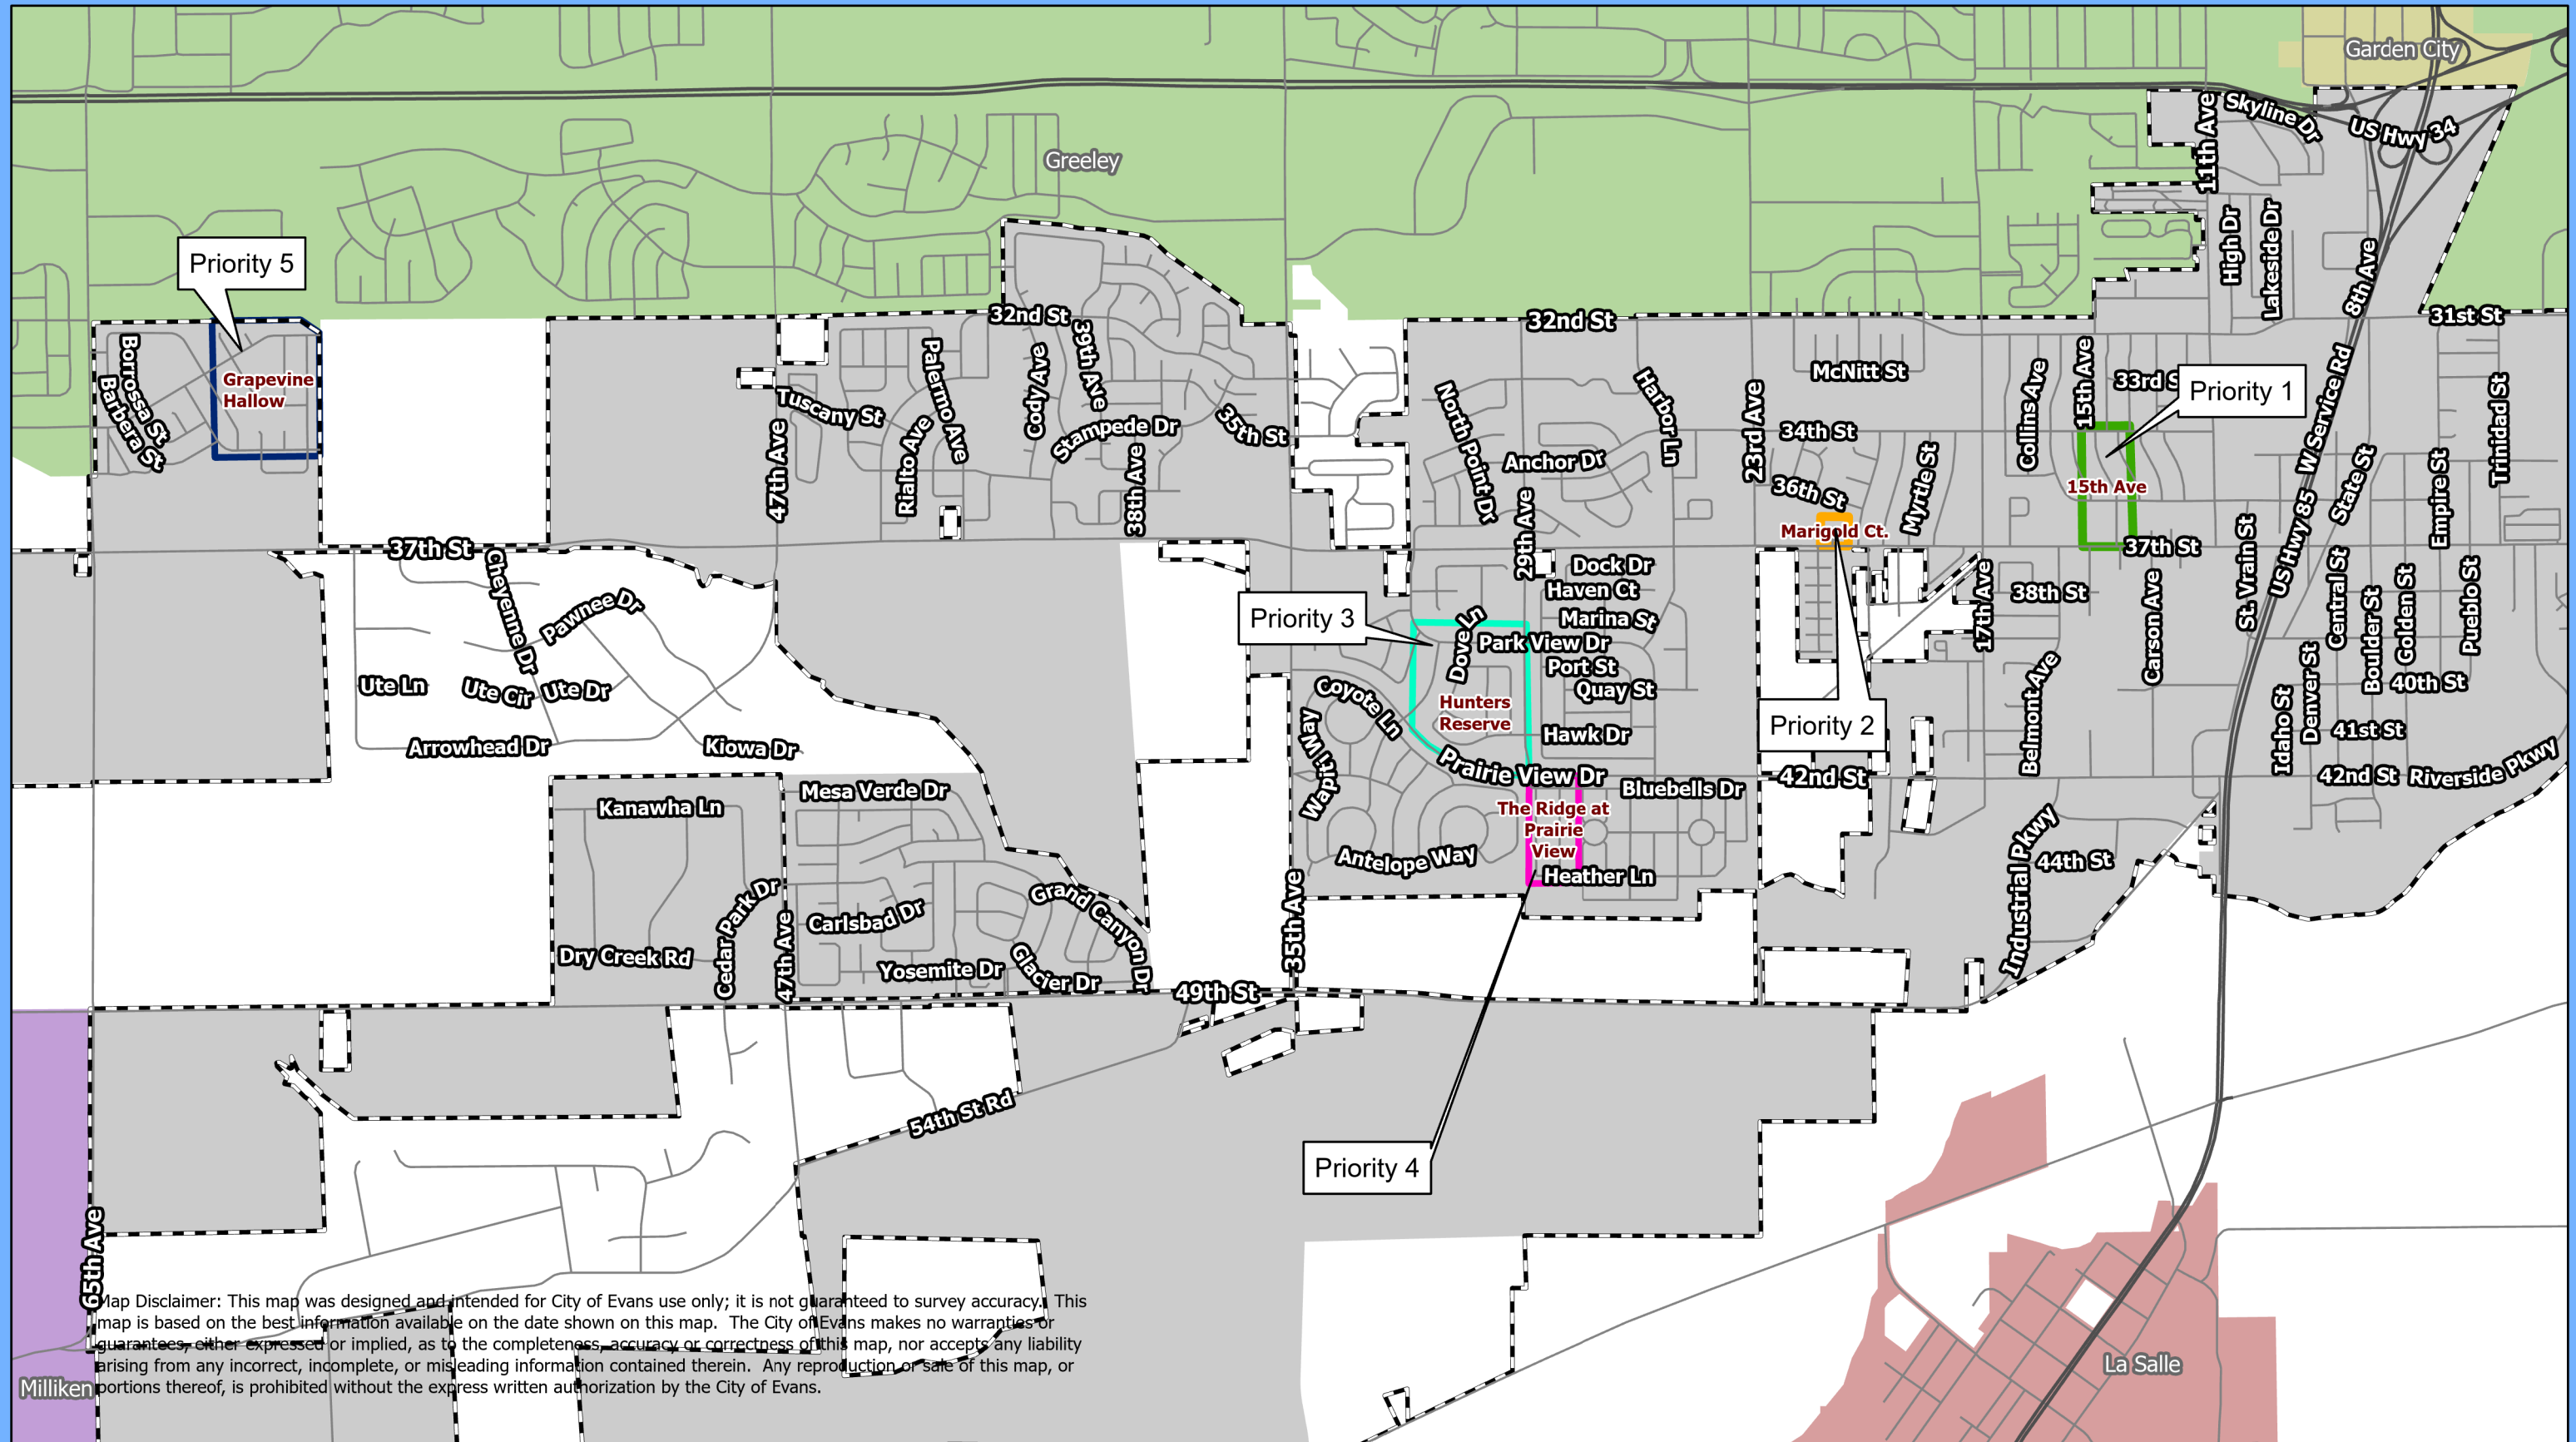 Garden City
Skyline Dr
US Hwy 34
11th Ave
Greeley
High Dr
Lakeside Dr
8th Ave
Priority 5
32nd St
32nd St
31st St
Borrossa St
Barbera St
Grapevine
Hallow
Palermo Ave
Cody Ave
39th Ave
Tuscany St
Rialto Ave
Stampede Dr
35th St
38th Ave
47th Ave
North Point Dr
Harbor Ln
Anchor Dr
29th Ave
23rd Ave
McNitt St
34th St
36th St
Myrtle St
Collins Ave
15th Ave
33rd S
Priority 1
15th Ave
Marigold Ct.
W Service Rd
State St
Empire St
Trinidad St
37th St
37th St
Cheyenne Dr
Pawnee Dr
Ute Ln
Ute Cir
Ute Dr
Arrowhead Dr
Kiowa Dr
Priority 3
Dock Dr
Haven Ct
Marina St
Dove Ln
Park View Dr
Port St
Quay St
Hunters
Reserve
Hawk Dr
Coyote Ln
Wapiti Way
Prairie View Dr
Priority 2
17th Ave
38th St
Carson Ave
Belmont Ave
St. Vrain St
US Hwy 85
Central St
Boulder St
Golden St
Pueblo St
Denver St
Idaho St
40th St
41st St
42nd St
42nd St
Riverside Pkwy
Kanawha Ln
Mesa Verde Dr
Bluebells Dr
The Ridge at
Prairie
View
Antelope Way
Heather Ln
Industrial Pkwy
44th St
Cedar Park Dr
47th Ave
Carlsbad Dr
Grand Canyon Dr
Dry Creek Rd
Yosemite Dr
Glacier Dr
35th Ave
49th St
54th St Rd
Priority 4
65th Ave
Map Disclaimer: This map was designed and intended for City of Evans use only; it is not guaranteed to survey accuracy. This
map is based on the best information available on the date shown on this map. The City of Evans makes no warranties or
guarantees, either expressed or implied, as to the completeness, accuracy or correctness of this map, nor accepts any liability
arising from any incorrect, incomplete, or misleading information contained therein. Any reproduction or sale of this map, or
portions thereof, is prohibited without the express written authorization by the City of Evans.
Milliken
La Salle